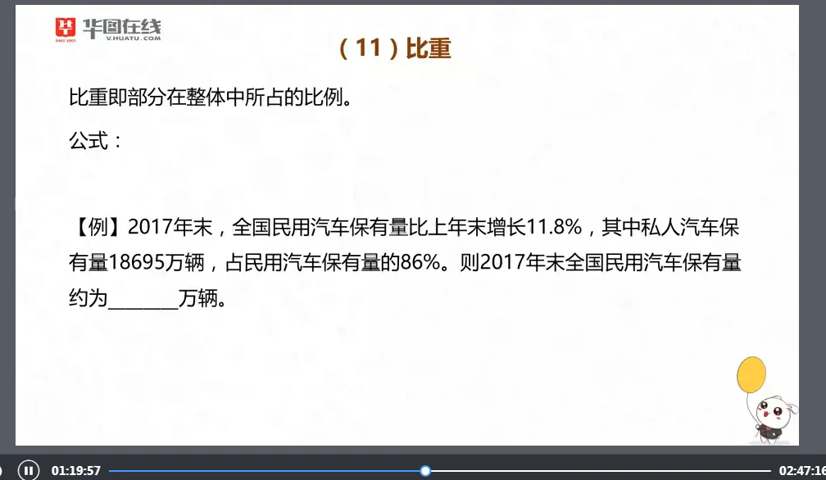 华图在线
V.HUATU.COM
（11）比重
比重即部分在整体中所占的比例。
公式：
【例】2017年末，全国民用汽车保有量比上年末增长11.8%，其中私人汽车保
有量18695万辆，占民用汽车保有量的86%。则2017年末全国民用汽车保有量
约为________万辆。
01:19:57
02:47:16